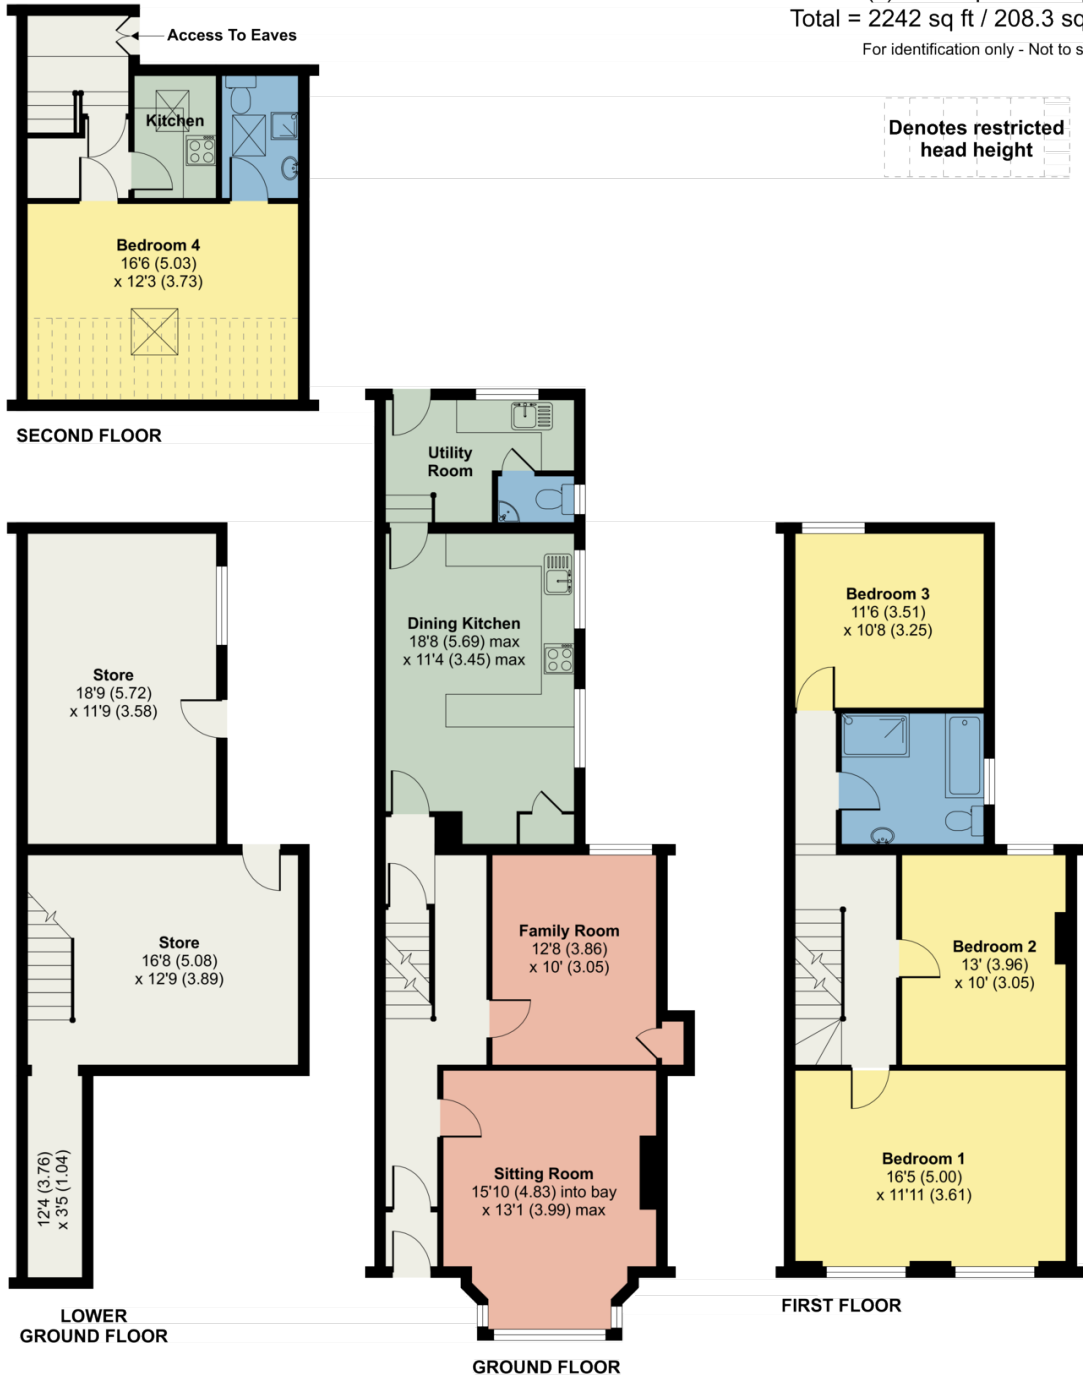 Total = 2242 sq ft / 208.3 sq
For identification only - Not to s
Access To Eaves
Kitchen
Denotes restricted
head height
Bedroom 4
16'6 (5.03)
x 12'3 (3.73)
SECOND FLOOR
Utility
Room
Dining Kitchen
18'8 (5.69) max
x 11'4 (3.45) max
Store
18'9 (5.72)
x 11'9 (3.58)
Store
16'8 (5.08)
x 12'9 (3.89)
12'4 (3.76)
x 3'5 (1.04)
LOWER
GROUND FLOOR
Family Room
12'8 (3.86)
x 10' (3.05)
Sitting Room
15'10 (4.83) into bay
x 13'1 (3.99) max
GROUND FLOOR
Bedroom 3
11'6 (3.51)
x 10'8 (3.25)
Bedroom 2
13' (3.96)
x 10' (3.05)
Bedroom 1
16'5 (5.00)
x 11'11 (3.61)
FIRST FLOOR